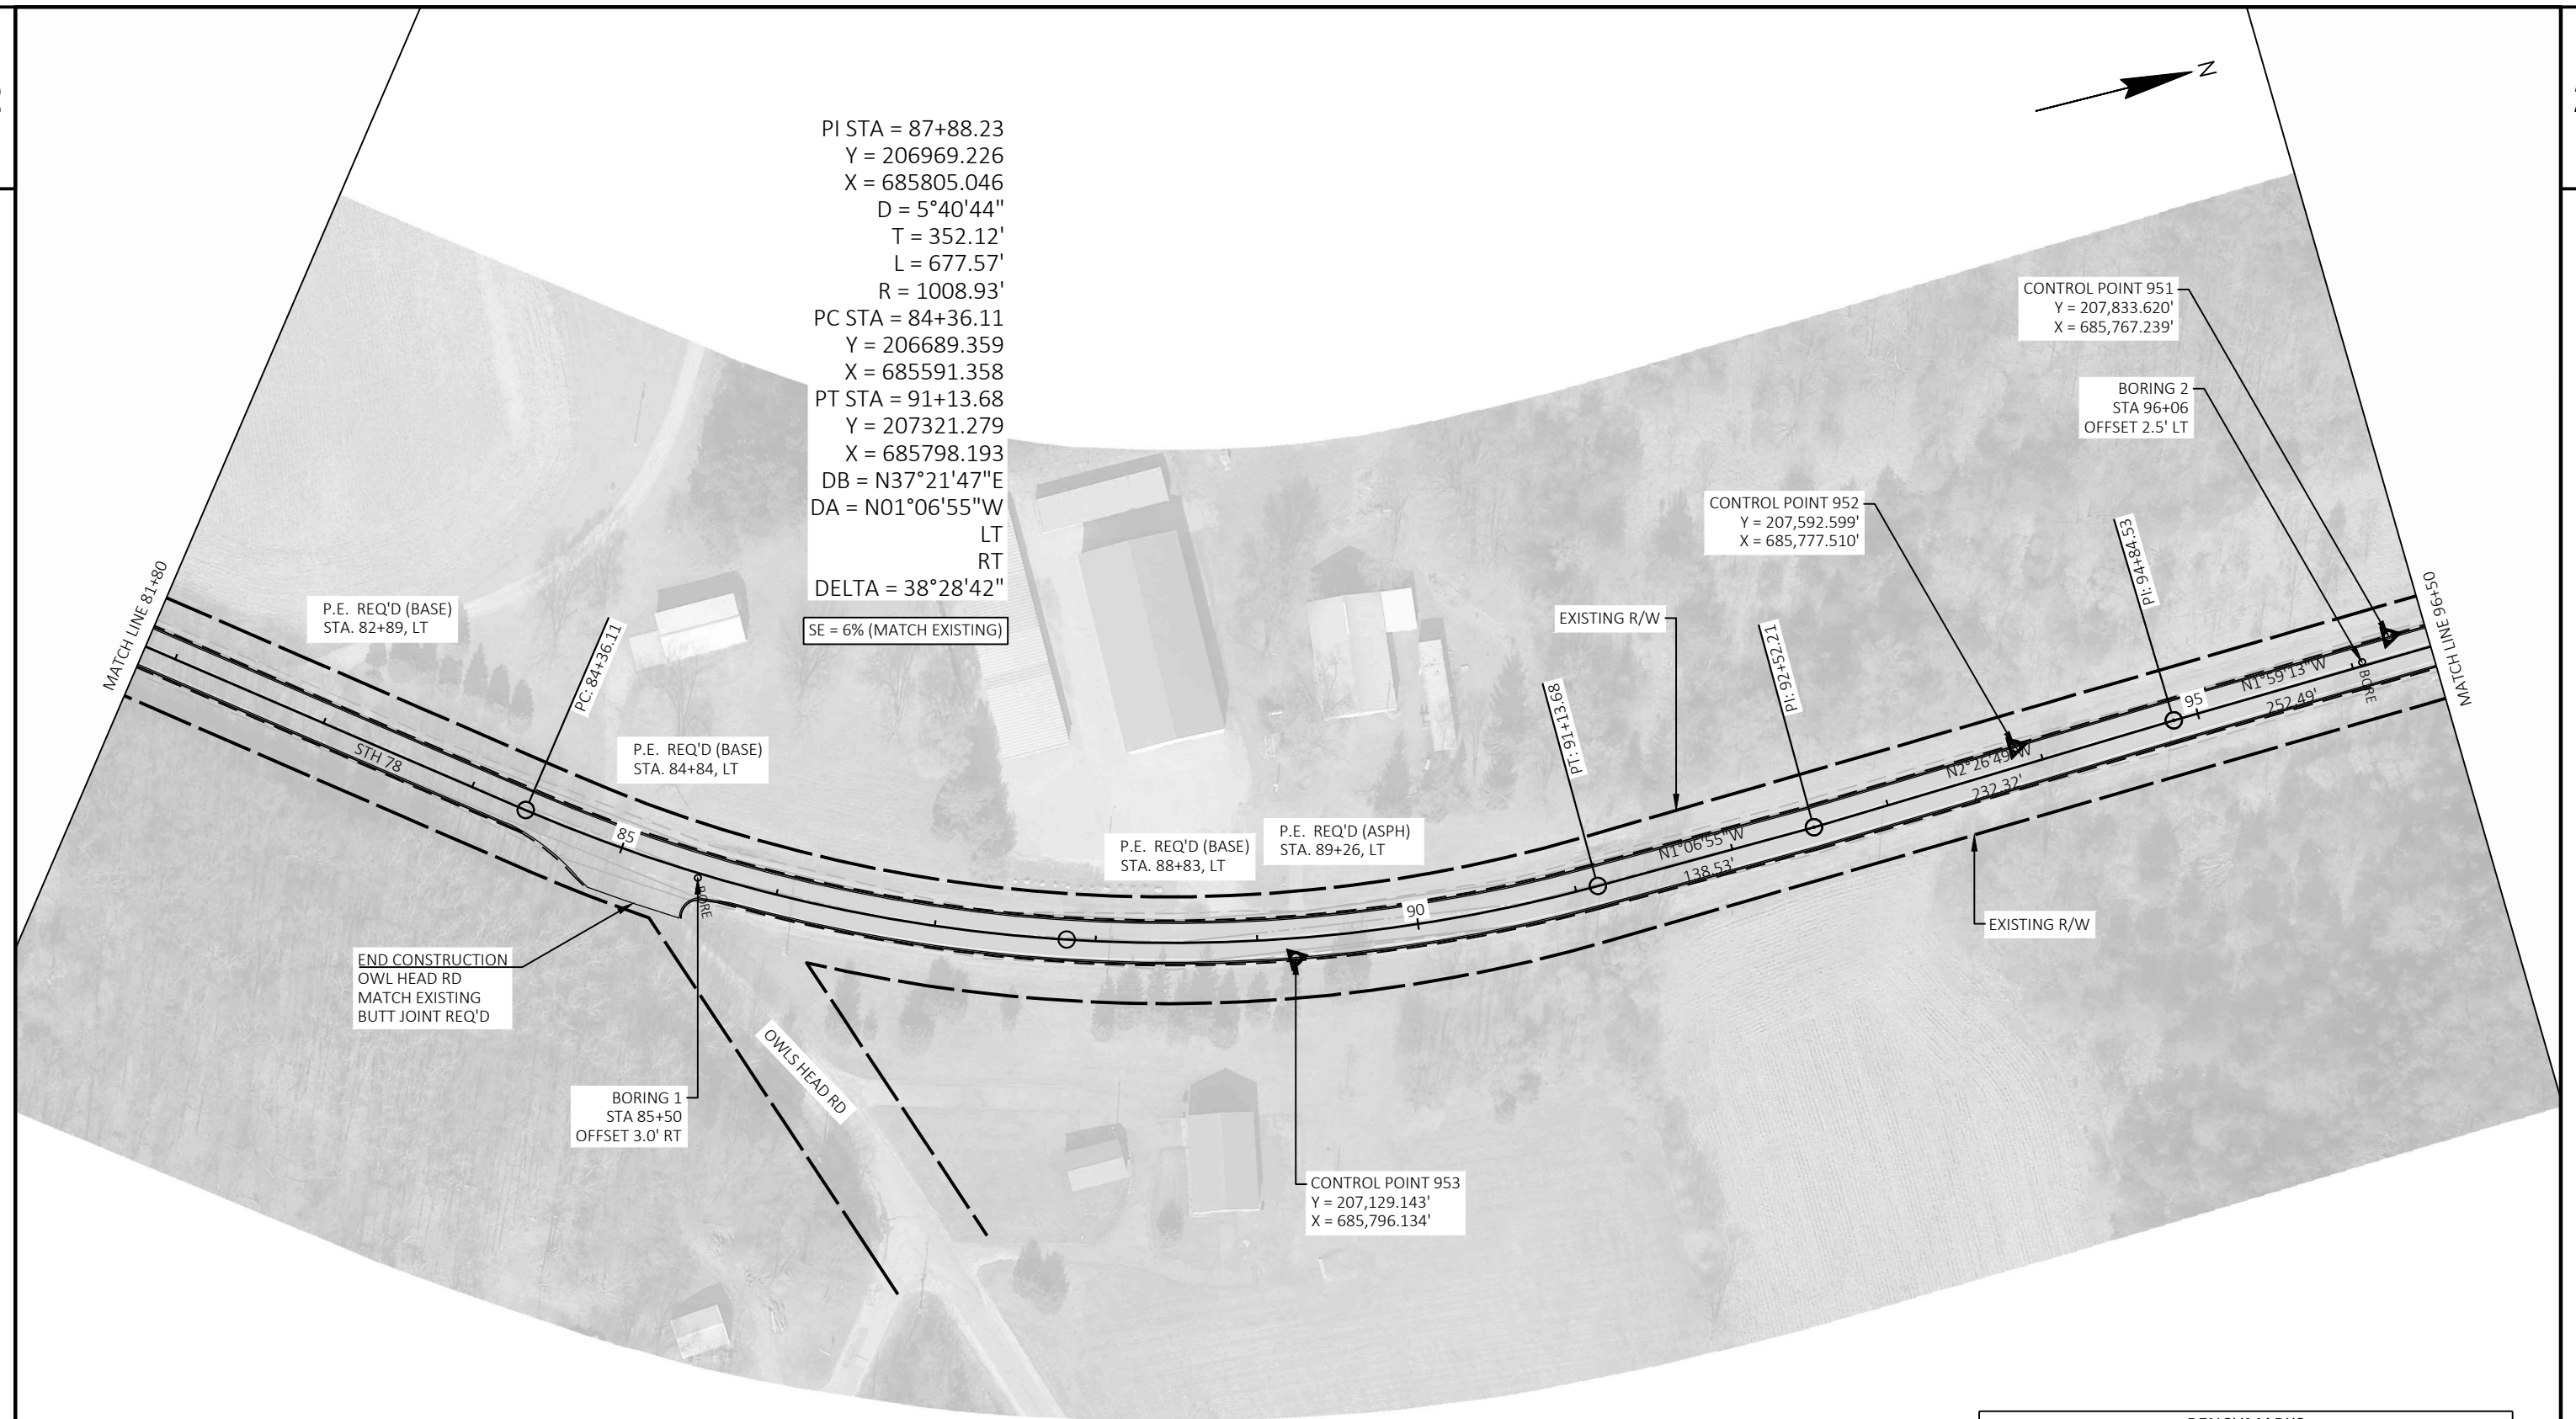 N
PI STA = 87+88.23
Y = 206969.226
X = 685805.046
D = 5°40'44"
T = 352.12'
L = 677.57'
R = 1008.93'
PC STA = 84+36.11
Y = 206689.359
X = 685591.358
PT STA = 91+13.68
Y = 207321.279
X = 685798.193
DB = N37°21'47"E
DA = N01°06'55"W
LT
RT
DELTA = 38°28'42"
SE = 6% (MATCH EXISTING)
CONTROL POINT 951
Y = 207,833.620'
X = 685,767.239'
BORING 2
STA 96+06
OFFSET 2.5' LT
CONTROL POINT 952
Y = 207,592.599'
X = 685,777.510'
PI: 94+84.53
MATCH LINE 81+80
P.E. REQ'D (BASE)
STA. 82+89, LT
PC: 84+36.11
EXISTING R/W
PI: 92+52.21
MATCH LINE 96+50
PT: 91+13.68
N1°59'13"W
252.49'
BORE
95
STH 78
P.E. REQ'D (BASE)
STA. 84+84, LT
N2°26'49"W
232.32'
85
P.E. REQ'D (BASE)
STA. 88+83, LT
P.E. REQ'D (ASPH)
STA. 89+26, LT
N1°06'55"W
138.53'
BORE
90
EXISTING R/W
END CONSTRUCTION
OWL HEAD RD
MATCH EXISTING
BUTT JOINT REQ'D
OWLS HEAD RD
BORING 1
STA 85+50
OFFSET 3.0' RT
CONTROL POINT 953
Y = 207,129.143'
X = 685,796.134'